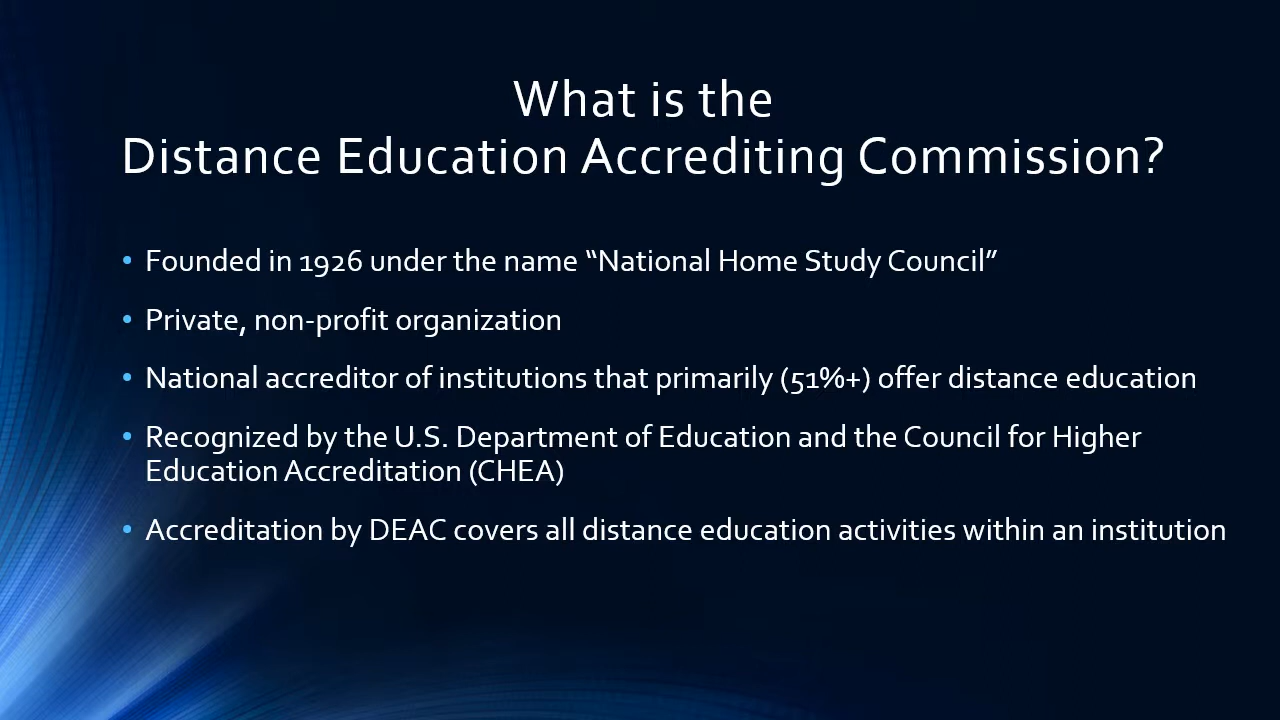 What is the
Distance Education Accrediting Commission?
• Founded in 1926 under the name “National Home Study Council”
• Private, non-profit organization
• National accreditor of institutions that primarily (51%+) offer distance education
• Recognized by the U.S. Department of Education and the Council for Higher
Education Accreditation (CHEA)
• Accreditation by DEAC covers all distance education activities within an institution